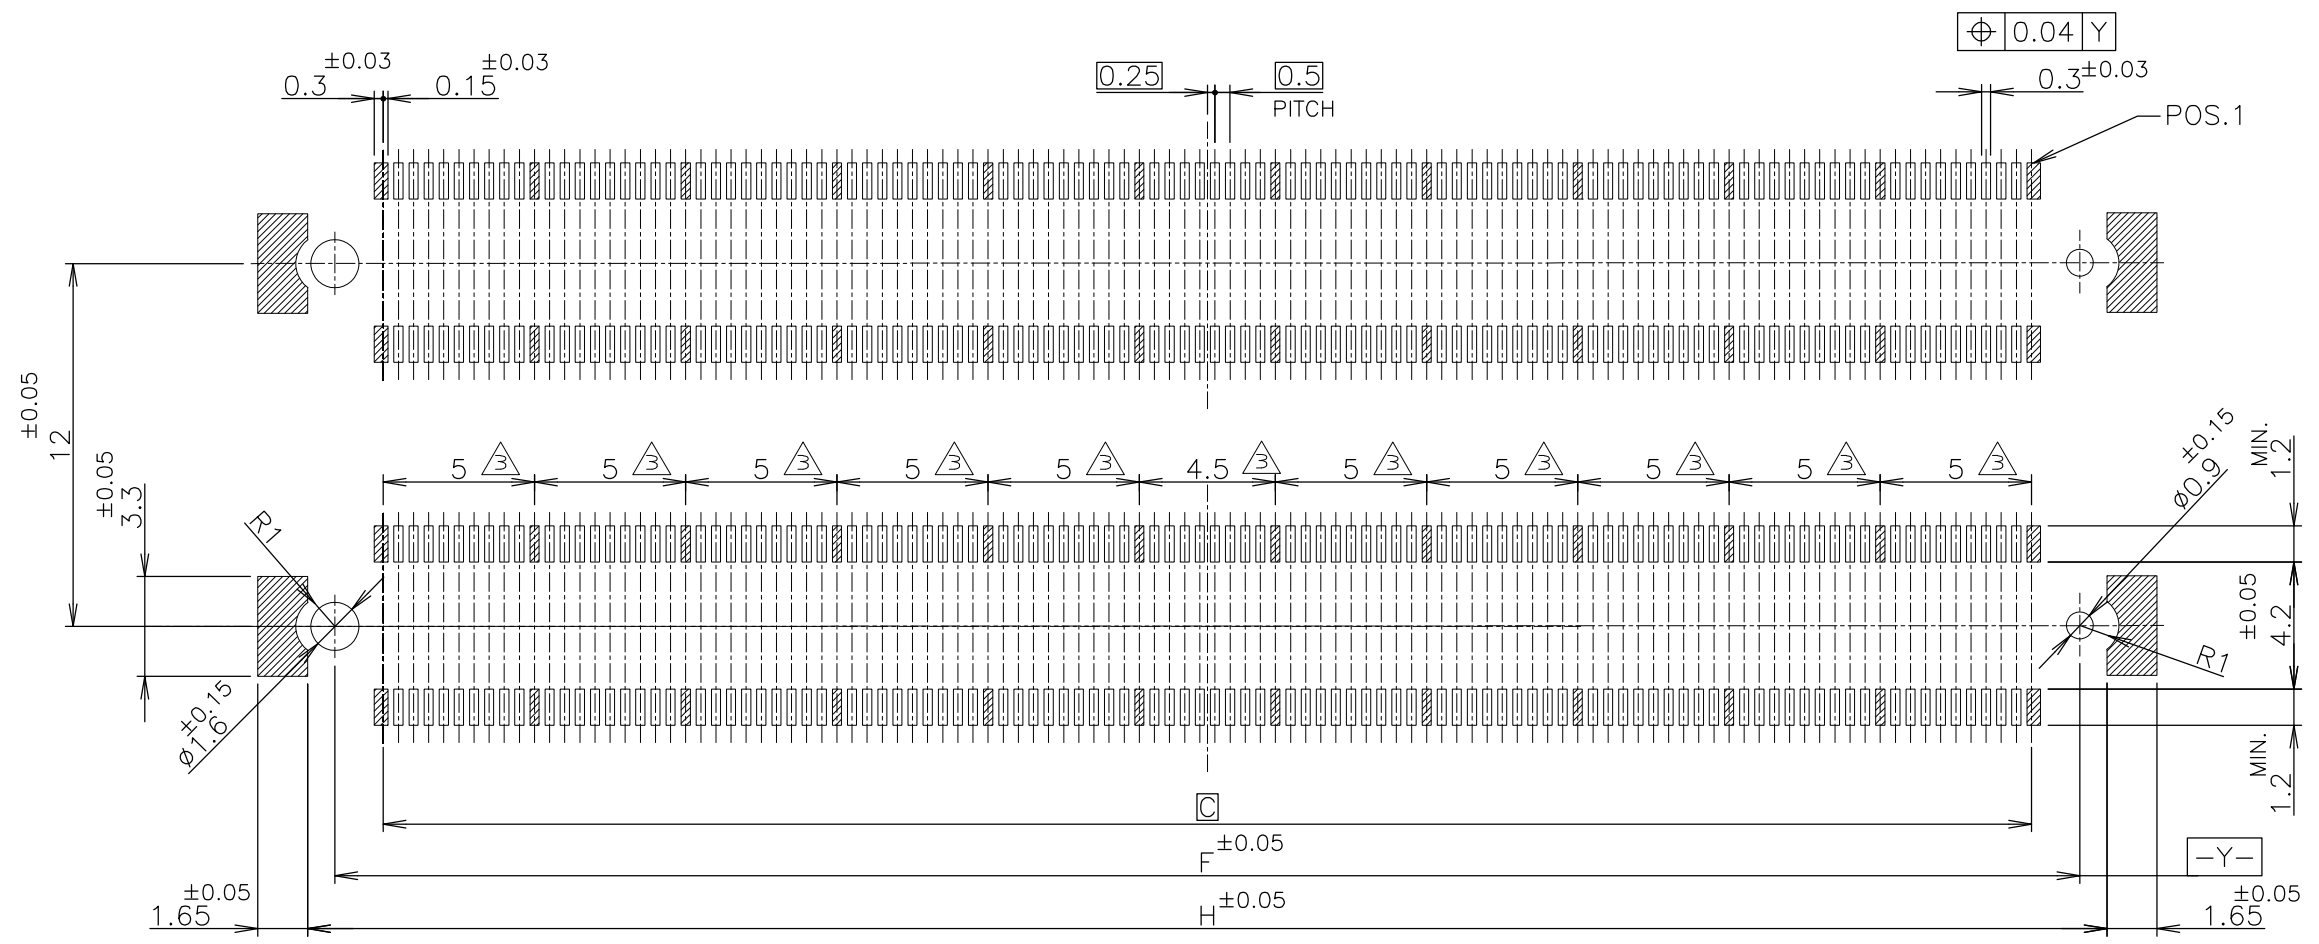 ±0.03
0.3
±0.03
0.15
0.25
0.5
PITCH
⌖ 0.04 Y
0.3±0.03
POS.1
±0.05
12
±0.05
3.3
R1
±0.15
ø1.6
5 3
5 3
5 3
5 3
5 3
4.5 3
5 3
5 3
5 3
5 3
5 3
±0.15
ø0.9
MIN.
1.2
±0.05
4.2
R1
MIN.
1.2
C
F±0.05
-Y-
±0.05
1.65
H±0.05
±0.05
1.65